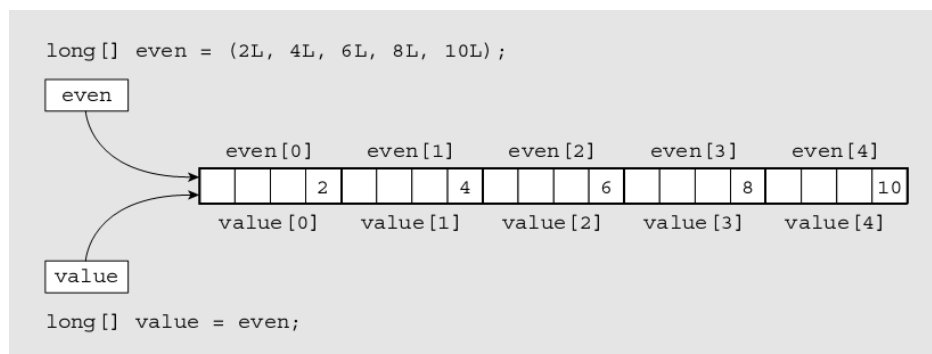 long[] even = (2L, 4L, 6L, 8L, 10L);
even
even[0] even[1] even[2] even[3] even[4]
2 4 6 8 10
value[0] value[1] value[2] value[3] value[4]
value
long[] value = even;